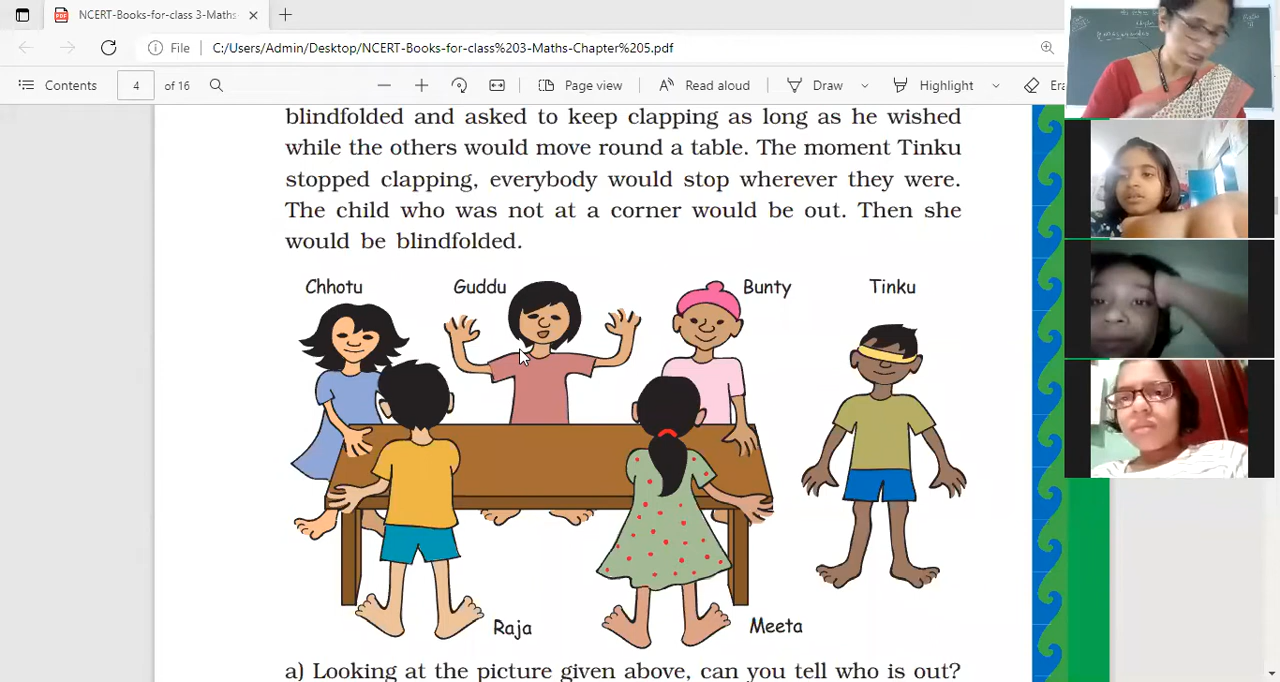 NCERT-Books-for-class 3-Maths-
File C:/Users/Admin/Desktop/NCERT-Books-for-class%203-Maths-Chapter%205.pdf
Contents 4 of 16 Page view Read aloud Draw Highlight Era
blindfolded and asked to keep clapping as long as he wished
while the others would move round a table. The moment Tinku
stopped clapping, everybody would stop wherever they were.
The child who was not at a corner would be out. Then she
would be blindfolded.
Chhotu Guddu Bunty Tinku
Raja Meeta
a) Looking at the picture given above, can you tell who is out?